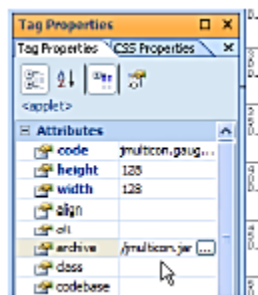 Tag Properties
Tag Properties CSS Properties
<applet>
Attributes
code jmulticon.gaug...
height 128
width 128
align
alt
archive /jmulticon.jar ...
class
codebase